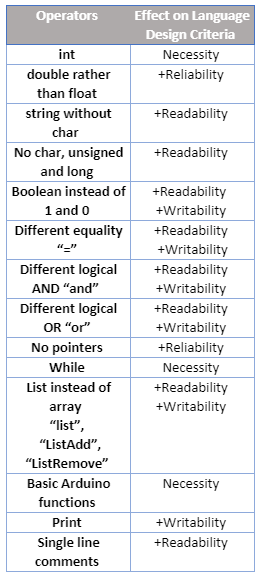 Operators Effect on Language
Design Criteria
int Necessity
double rather +Reliability
than float
string without +Readability
char
No char, unsigned +Readability
and long
Boolean instead of +Readability
1 and 0 +Writability
Different equality +Readability
“=” +Writability
Different logical +Readability
AND “and” +Writability
Different logical +Readability
OR “or” +Writability
No pointers +Reliability
While Necessity
List instead of +Readability
array +Writability
“list”,
“ListAdd”,
“ListRemove”
Basic Arduino Necessity
functions
Print +Writability
Single line +Readability
comments